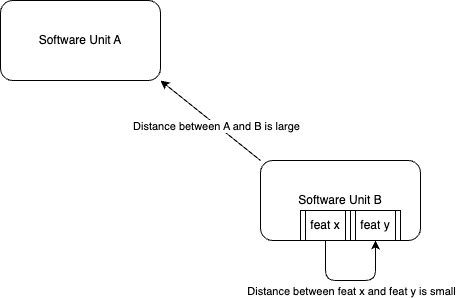 Software Unit A
Distance between A and B is large
Software Unit B
feat x
feat y
Distance between feat x and feat y is small